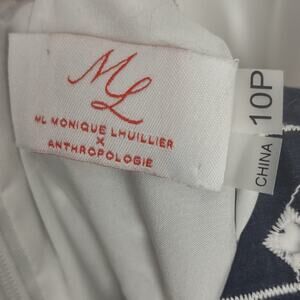 ML
ML MONIQUE LHUILLIER
X
ANTHROPOLOGIE
10P
CHINA